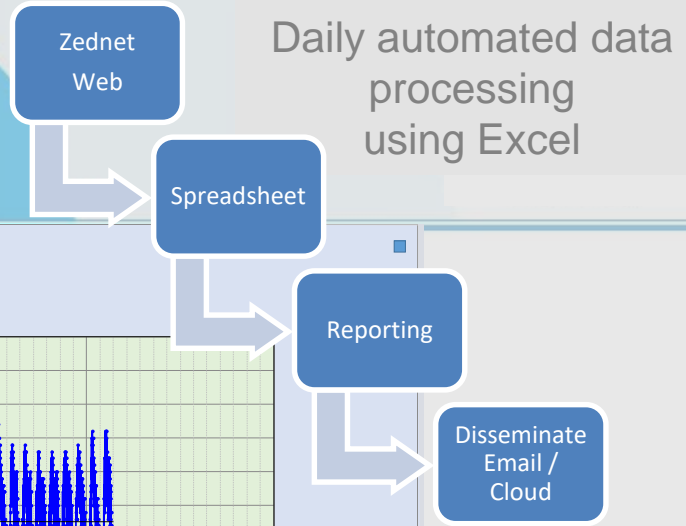 Daily automated data
processing
using Excel
Zednet
Web
Spreadsheet
Reporting
Disseminate
Email /
Cloud